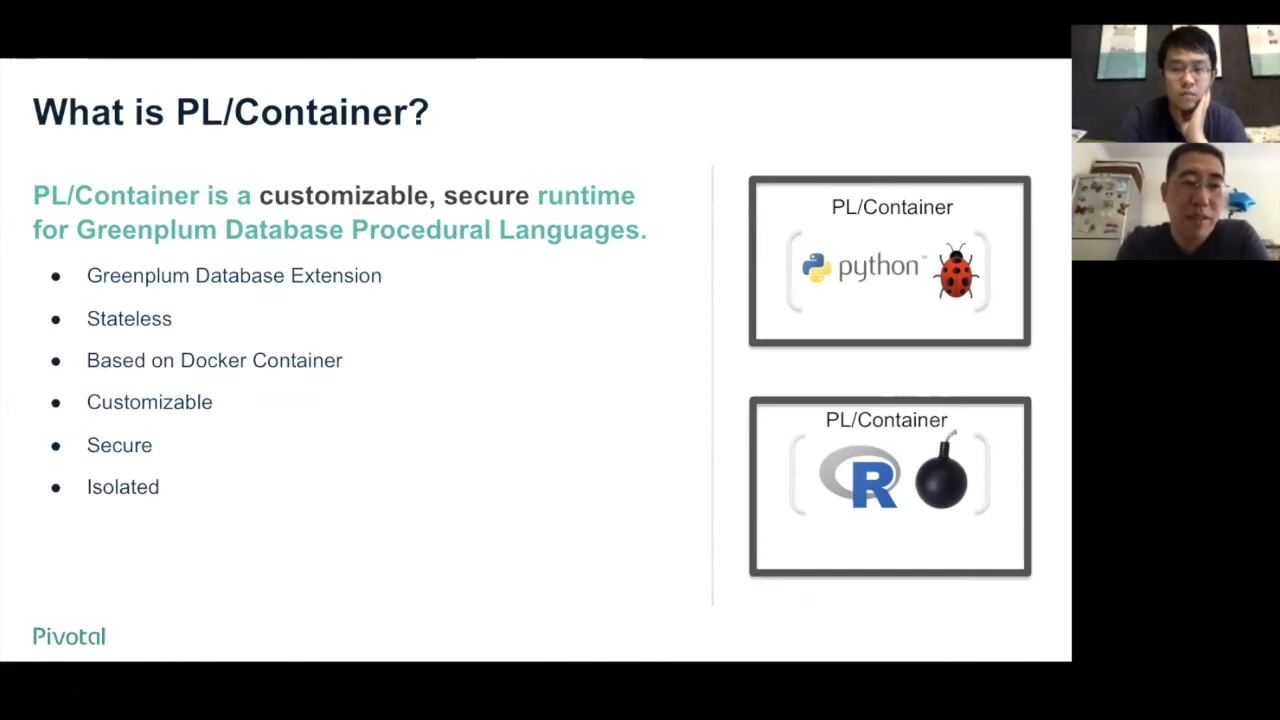 What is PL/Container?
PL/Container is a customizable, secure runtime
for Greenplum Database Procedural Languages.
● Greenplum Database Extension
● Stateless
● Based on Docker Container
● Customizable
● Secure
● Isolated
PL/Container
python™
PL/Container
R
Pivotal